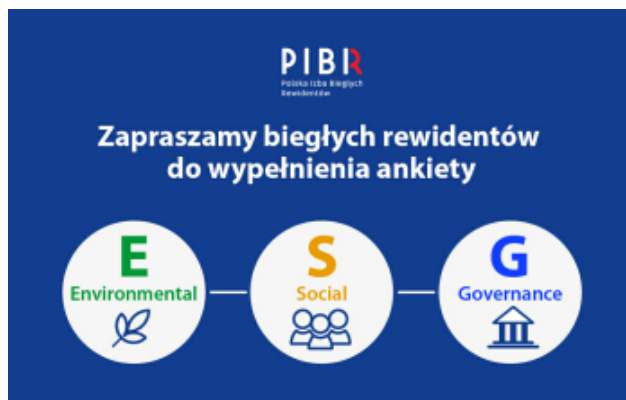 PIBR
Polska Izba Biegłych
Rewidentów
Zapraszamy biegłych rewidentów
do wypełnienia ankiety
E
Environmental
S
Social
G
Governance